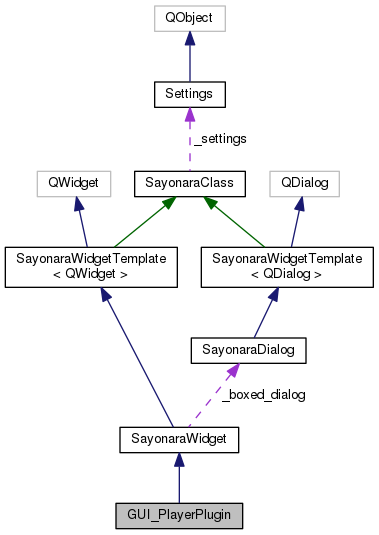 QObject
Settings
_settings
QWidget
SayonaraClass
QDialog
SayonaraWidgetTemplate
< QWidget >
SayonaraWidgetTemplate
< QDialog >
SayonaraDialog
_boxed_dialog
SayonaraWidget
GUI_PlayerPlugin